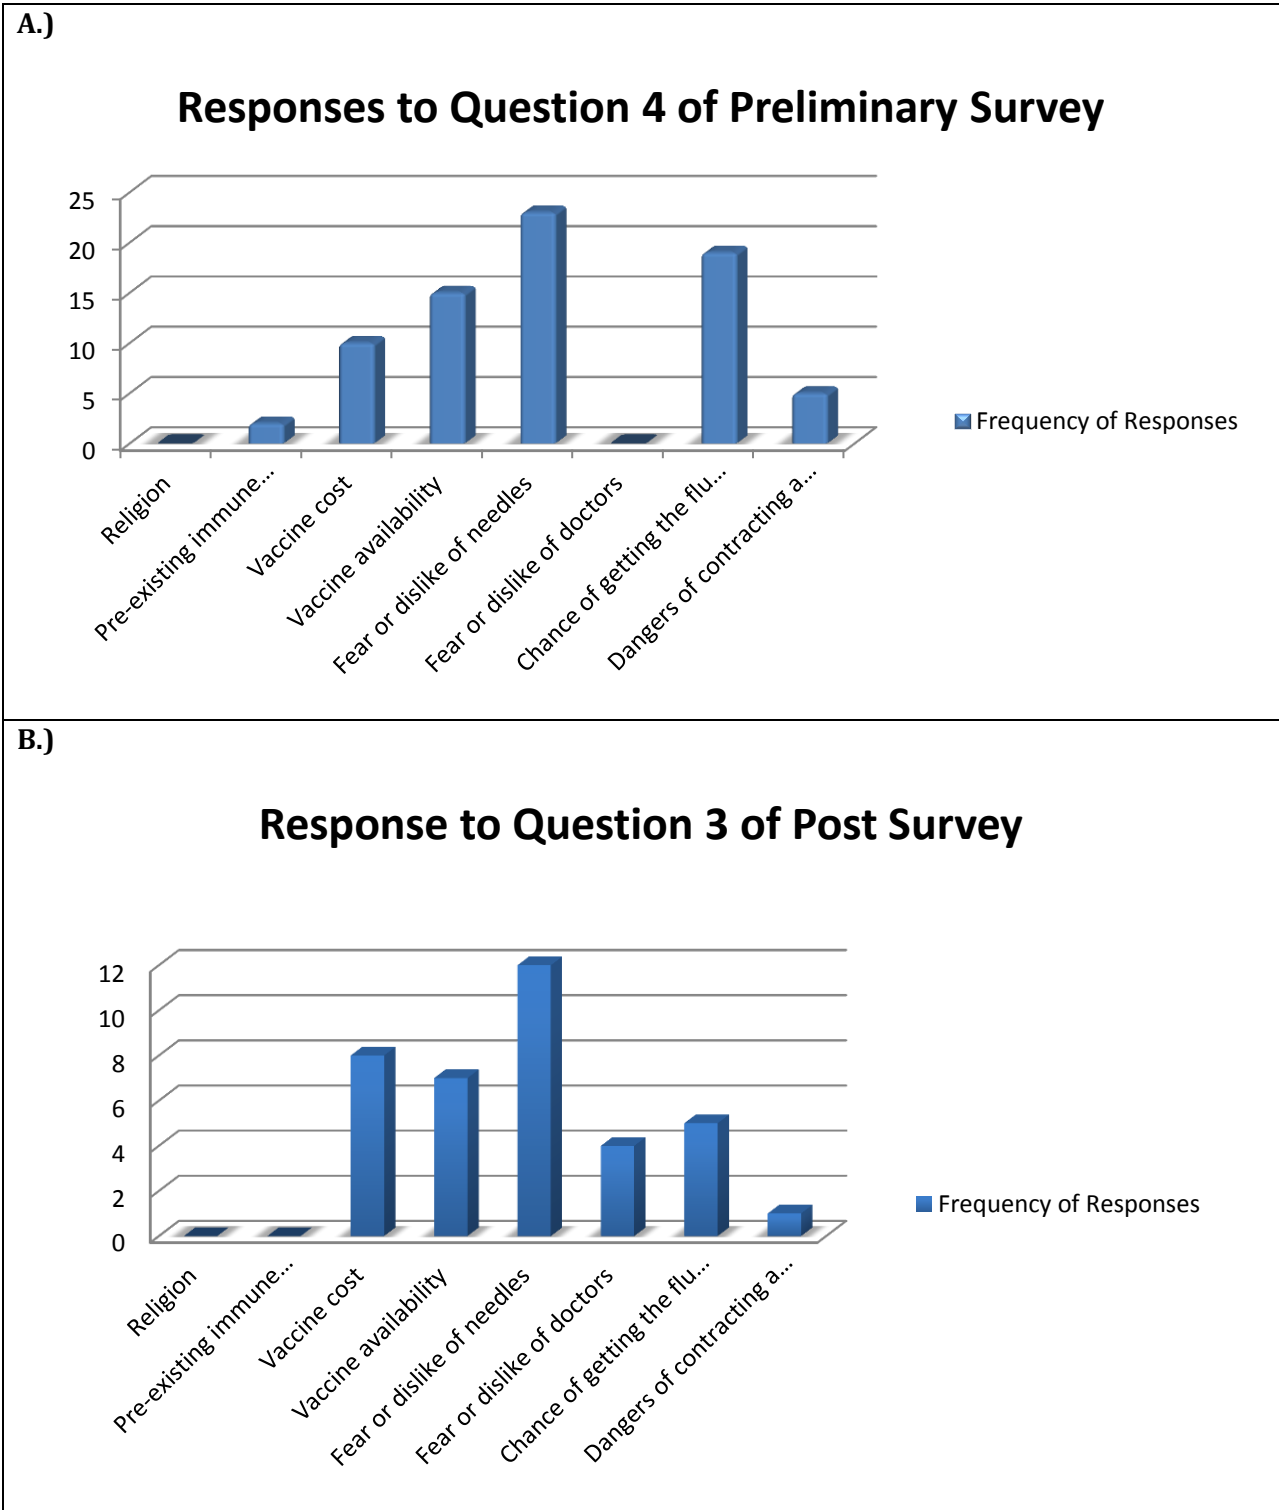 A.)
Responses to Question 4 of Preliminary Survey
25
20
15
10
5
0
Religion
Pre-existing immune...
Vaccine cost
Vaccine availability
Fear or dislike of needles
Fear or dislike of doctors
Chance of getting the flu...
Dangers of contracting a...
Frequency of Responses
B.)
Response to Question 3 of Post Survey
12
10
8
6
4
2
0
Religion
Pre-existing immune...
Vaccine cost
Vaccine availability
Fear or dislike of needles
Fear or dislike of doctors
Chance of getting the flu...
Dangers of contracting a...
Frequency of Responses